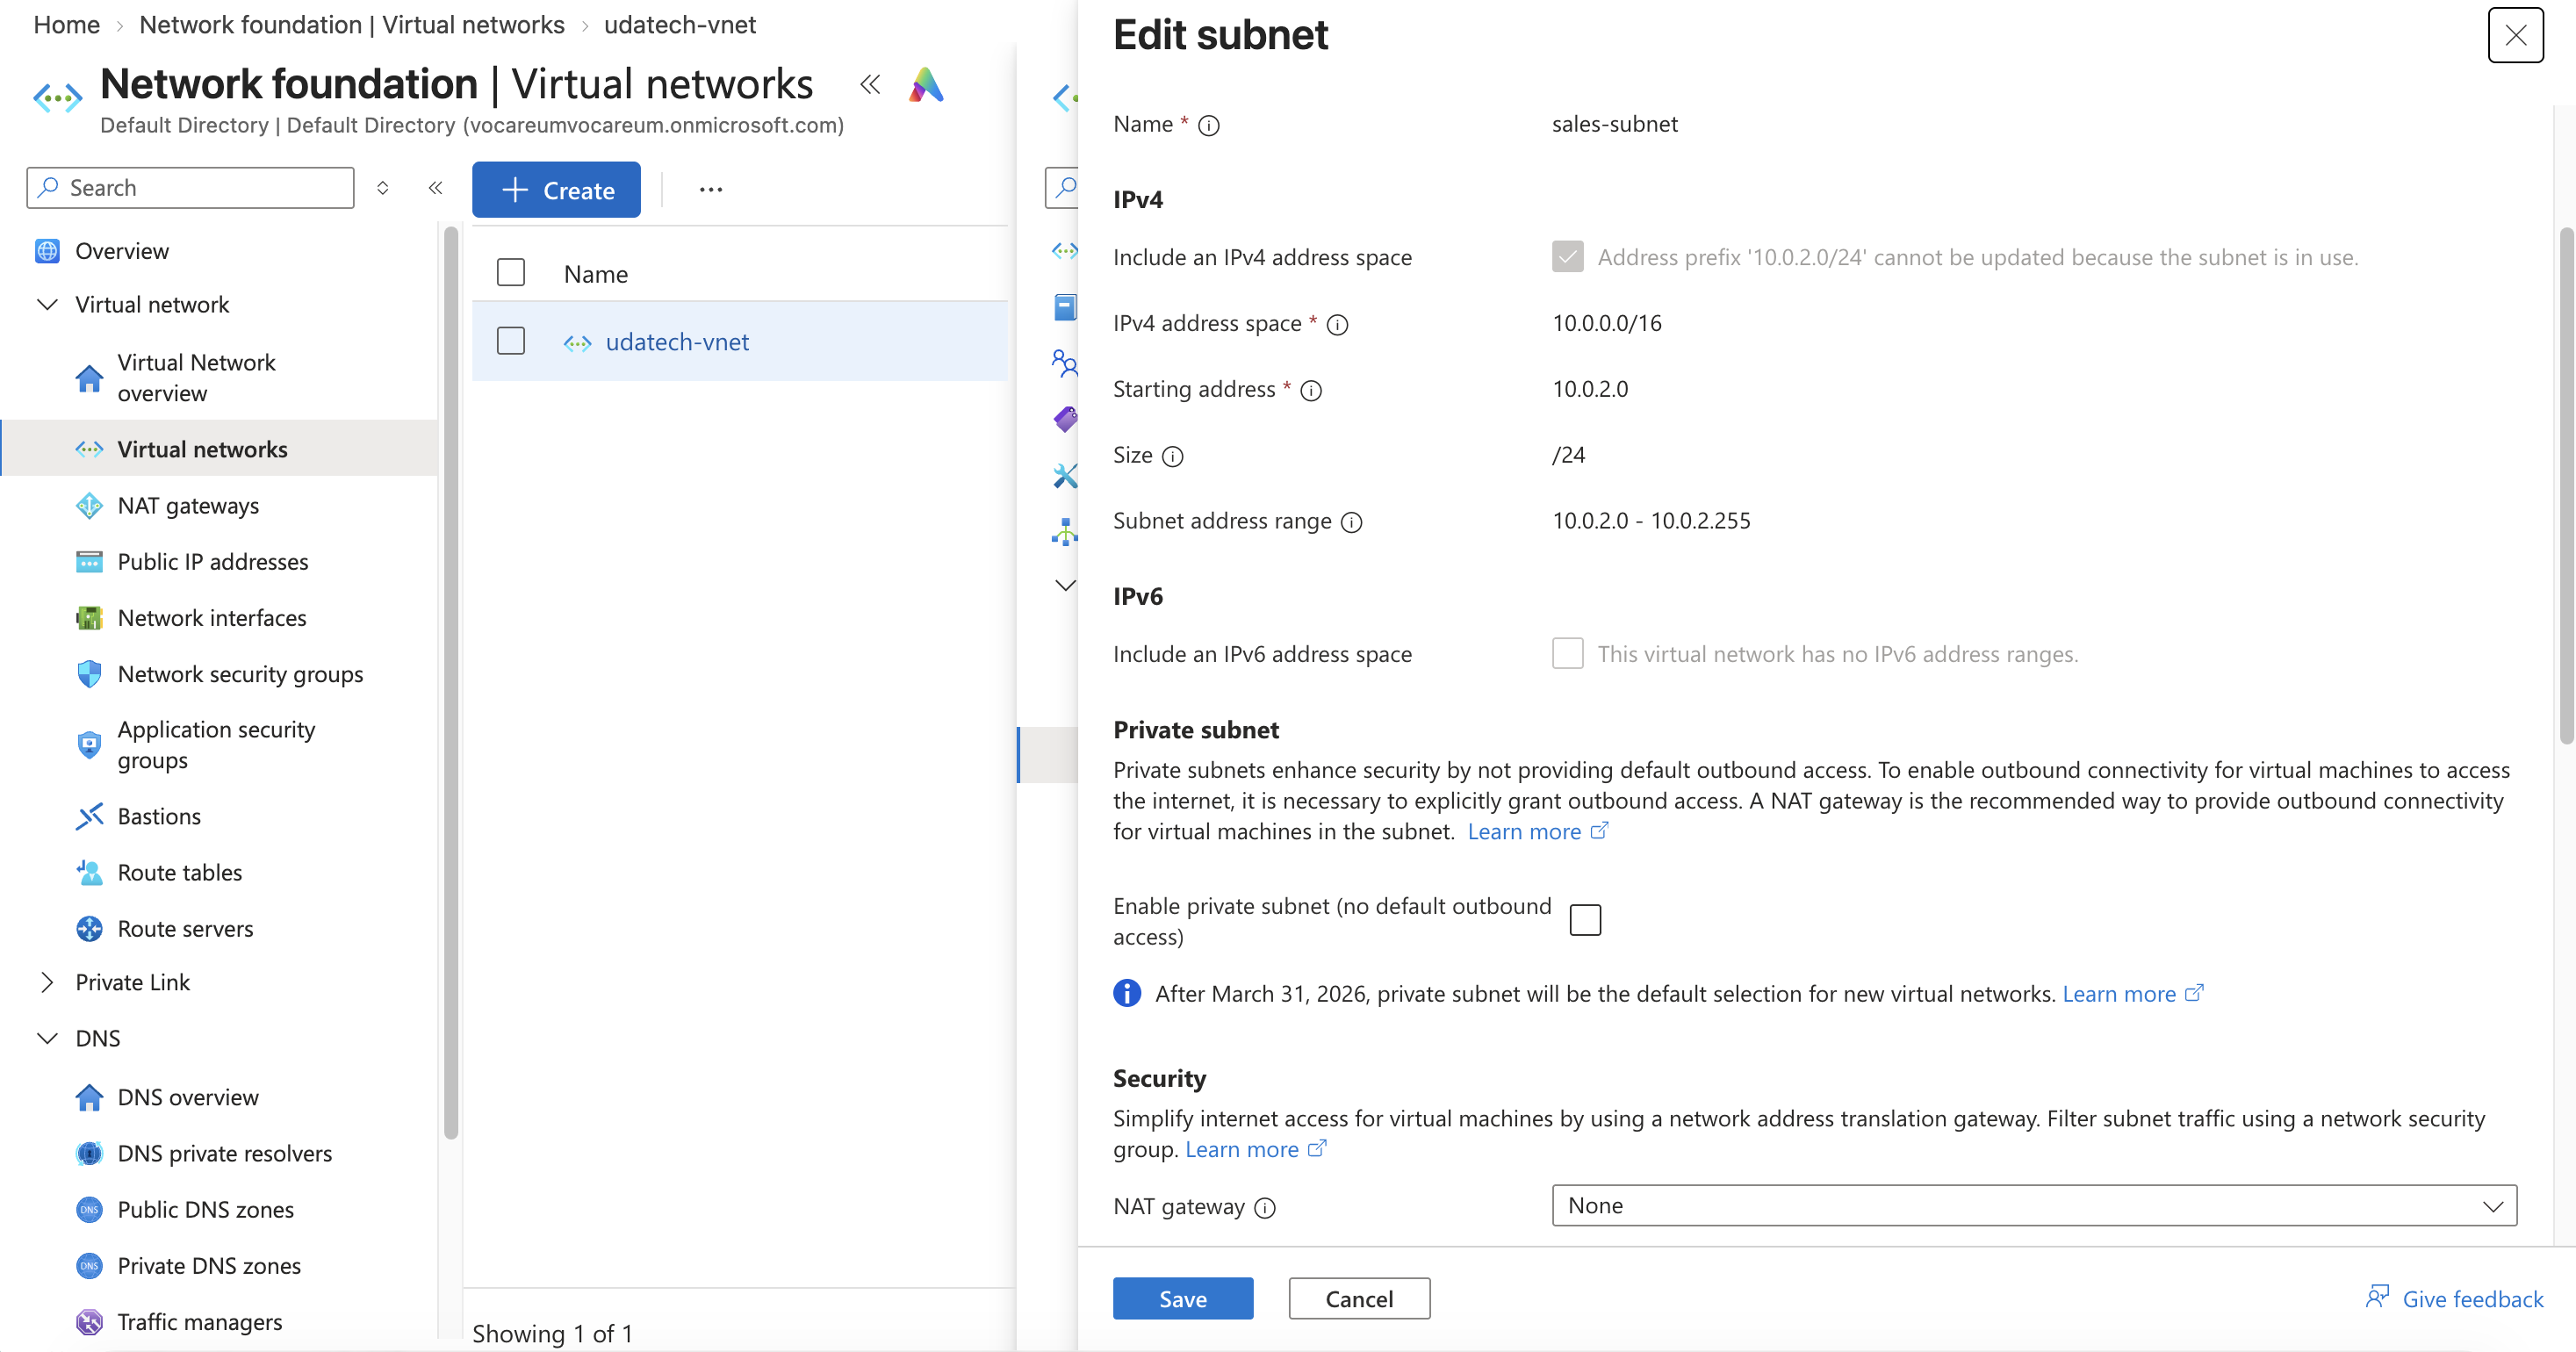 Home > Network foundation | Virtual networks > udatech-vnet
Network foundation | Virtual networks
Default Directory | Default Directory (vocareumvocareum.onmicrosoft.com)
Search
Create
Overview
Virtual network
Virtual Network
overview
Virtual networks
NAT gateways
Public IP addresses
Network interfaces
Network security groups
Application security
groups
Bastions
Route tables
Route servers
Private Link
DNS
DNS overview
DNS private resolvers
Public DNS zones
Private DNS zones
Traffic managers
Name
udatech-vnet
Showing 1 of 1
Edit subnet
Name *
sales-subnet
IPv4
Include an IPv4 address space
Address prefix '10.0.2.0/24' cannot be updated because the subnet is in use.
IPv4 address space *
10.0.0.0/16
Starting address *
10.0.2.0
Size
/24
Subnet address range
10.0.2.0 - 10.0.2.255
IPv6
Include an IPv6 address space
This virtual network has no IPv6 address ranges.
Private subnet
Private subnets enhance security by not providing default outbound access. To enable outbound connectivity for virtual machines to access
the internet, it is necessary to explicitly grant outbound access. A NAT gateway is the recommended way to provide outbound connectivity
for virtual machines in the subnet. Learn more
Enable private subnet (no default outbound
access)
After March 31, 2026, private subnet will be the default selection for new virtual networks. Learn more
Security
Simplify internet access for virtual machines by using a network address translation gateway. Filter subnet traffic using a network security
group. Learn more
NAT gateway
None
Save
Cancel
Give feedback